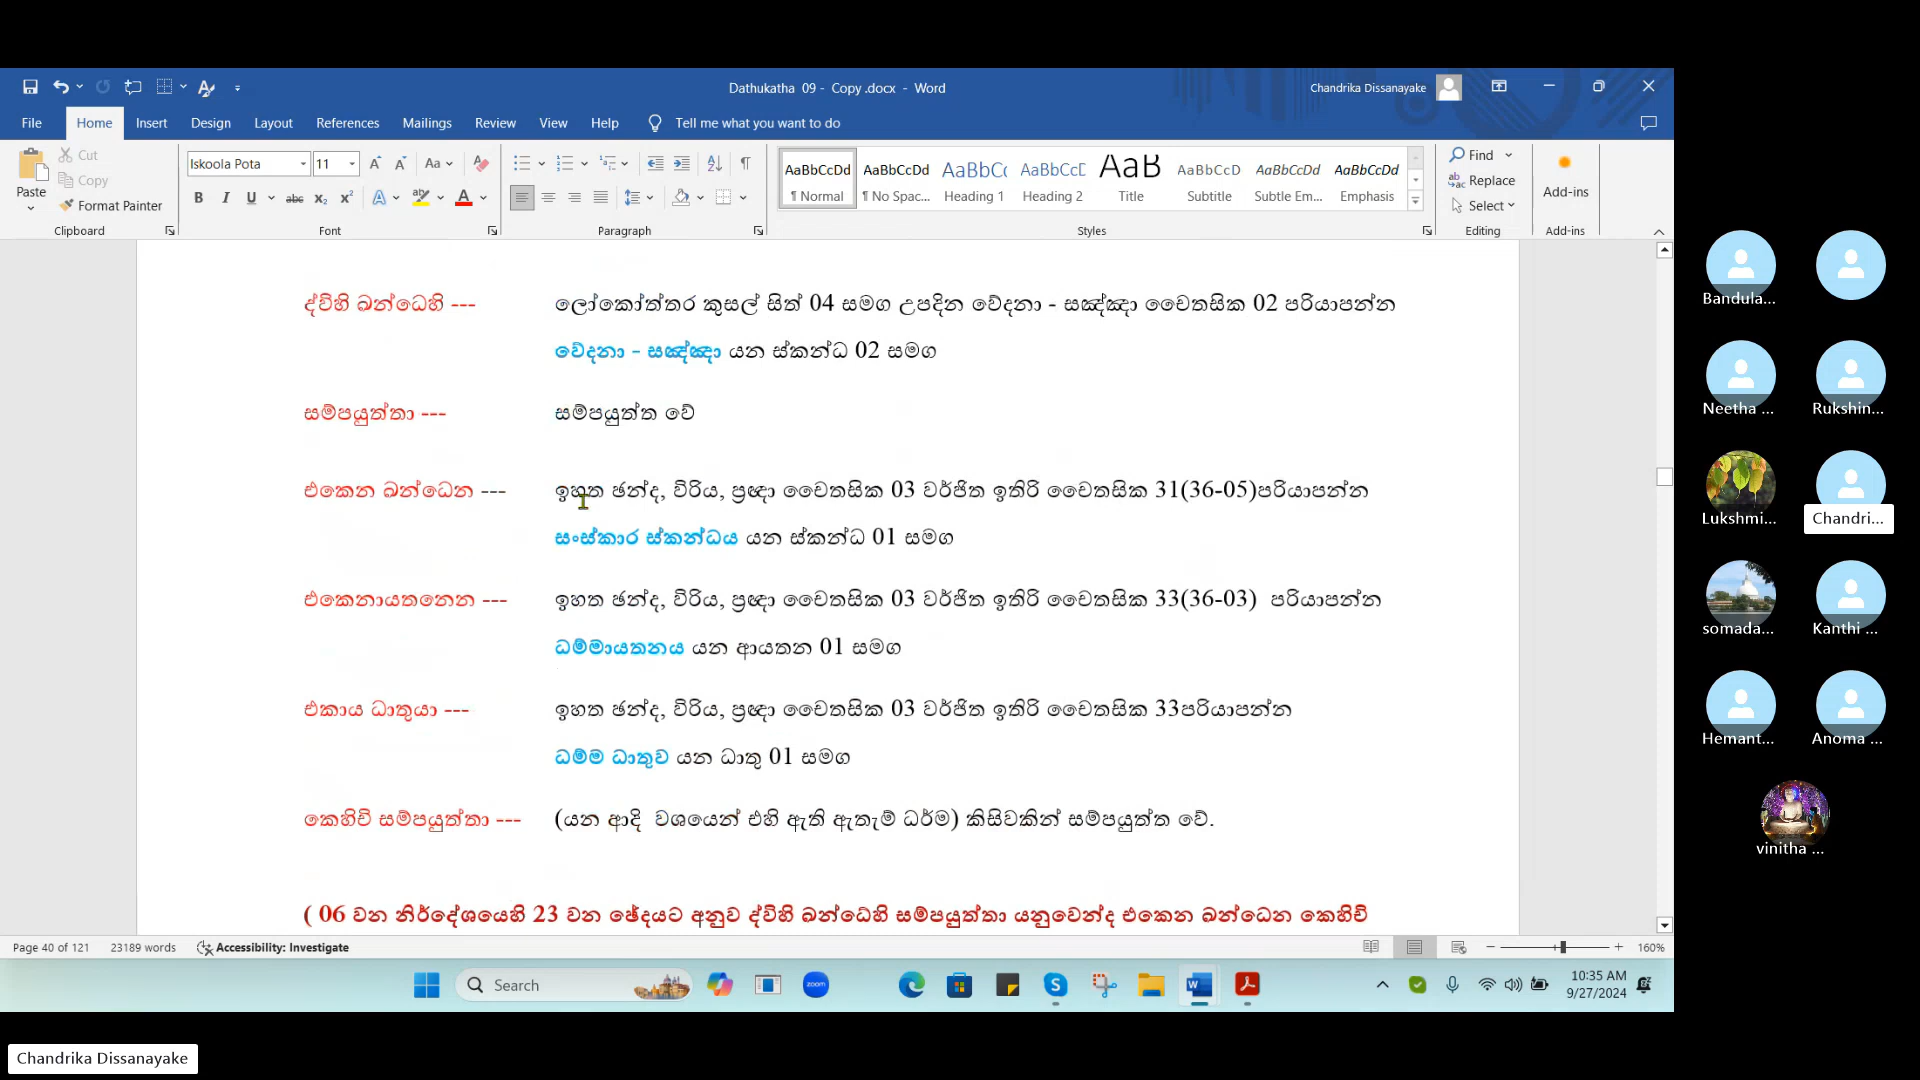 Dathukatha 09 - Copy .docx - Word
Chandrika Dissanayake
File Home Insert Design Layout References Mailings Review View Help Tell me what you want to do
Paste
Cut
Copy
Format Painter
Clipboard
Iskoola Pota 11
Font
Paragraph
AaBbCcDd AaBbCcDd AaBbCc AaBbCcD AaB AaBbCcD AaBbCcDd AaBbCcDd
¶ Normal ¶ No Spac... Heading 1 Heading 2 Title Subtitle Subtle Em... Emphasis
Styles
Find
Replace
Select
Editing
Add-ins
Add-ins
ද්විහි ඛන්ධෙහි --- ලෝකෝත්තර කුසල් සිත් 04 සමග උපදින වේදනා - සඤ්ඤා චෛතසික 02 පරියාපන්න
වේදනා - සඤ්ඤා යන ස්කන්ධ 02 සමග
සම්පයුත්තා --- සම්පයුත්ත වේ
එකෙන ඛන්ධෙන --- ඉහත ඡන්ද, විරිය, ප්‍රඥා චෛතසික 03 වර්ජිත ඉතිරි චෛතසික 31(36-05)පරියාපන්න
සංස්කාර ස්කන්ධය යන ස්කන්ධ 01 සමග
එකෙනායතනෙන --- ඉහත ඡන්ද, විරිය, ප්‍රඥා චෛතසික 03 වර්ජිත ඉතිරි චෛතසික 33(36-03) පරියාපන්න
ධම්මායතනය යන ආයතන 01 සමග
එකාය ධාතුයා --- ඉහත ඡන්ද, විරිය, ප්‍රඥා චෛතසික 03 වර්ජිත ඉතිරි චෛතසික 33පරියාපන්න
ධම්ම ධාතුව යන ධාතු 01 සමග
කෙහිචි සම්පයුත්තා --- (යන ආදි වශයෙන් එහි ඇති ඇතැම් ධර්ම) කිසිවකින් සම්පයුත්ත වේ.
( 06 වන නිර්දේශයෙහි 23 වන ඡේදයට අනුව ද්විහි ඛන්ධෙහි සම්පයුත්තා යනුවෙන්ද එකෙන ඛන්ධෙන කෙහිචි
Page 40 of 121 23189 words Accessibility: Investigate 160%
Search
zoom
10:35 AM
9/27/2024
Bandula...
Neetha ... Rukshin...
Lukshmi... Chandri...
somada... Kanthi ...
Hemant... Anoma ...
vinitha ...
Chandrika Dissanayake